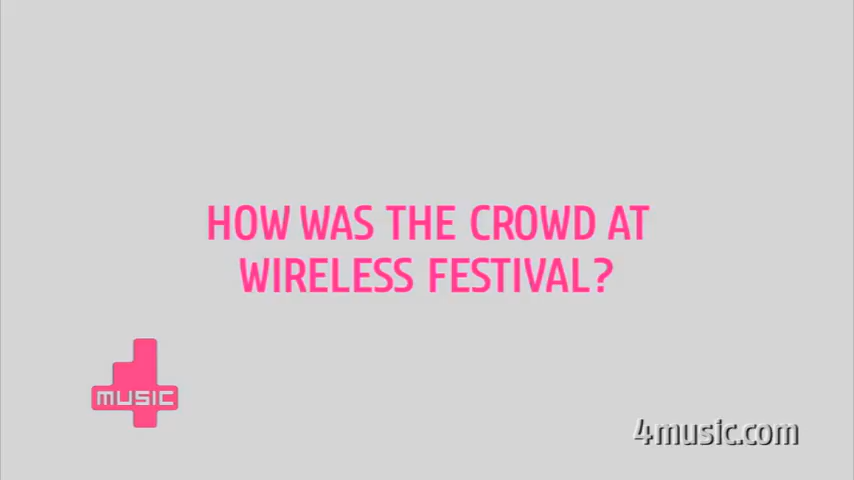 HOW WAS THE CROWD AT
WIRELESS FESTIVAL?
MUSIC
4music.com